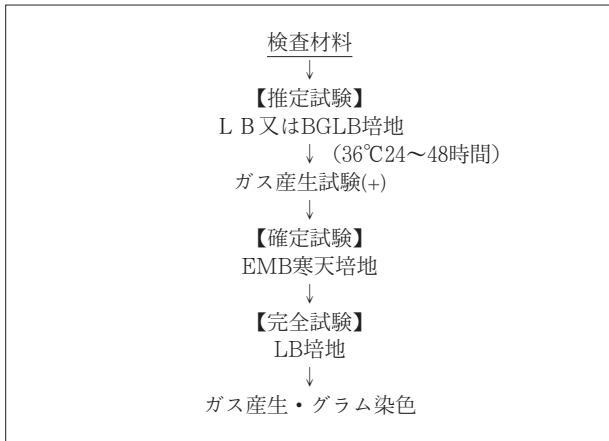 検査材料
↓
【推定試験】
ＬＢ又はBGLB培地
↓ （36℃24～48時間）
ガス産生試験(+)
↓
【確定試験】
EMB寒天培地
↓
【完全試験】
LB培地
↓
ガス産生・グラム染色